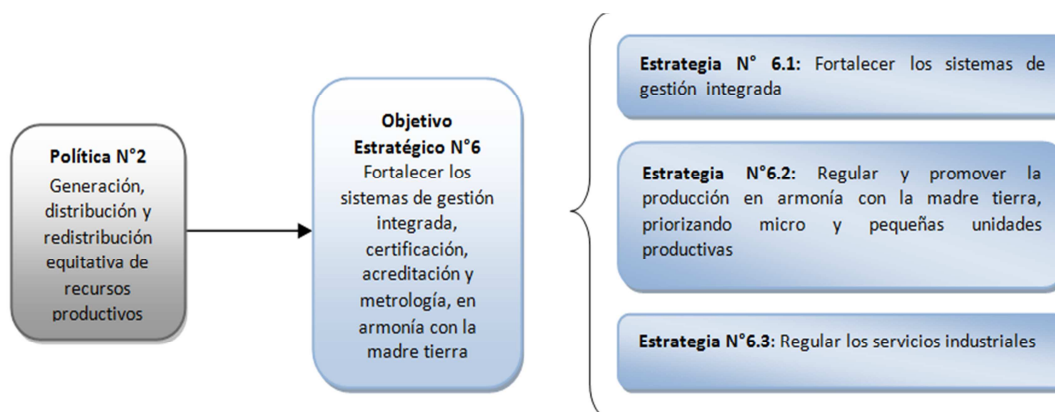 Política N°2
Generación,
distribución y
redistribución
equitativa de
recursos
productivos
Objetivo
Estratégico N°6
Fortalecer los
sistemas de gestión
integrada,
certificación,
acreditación y
metrología, en
armonía con la
madre tierra
Estrategia N° 6.1: Fortalecer los sistemas de
gestión integrada
Estrategia N°6.2: Regular y promover la
producción en armonía con la madre tierra,
priorizando micro y pequeñas unidades
productivas
Estrategia N°6.3: Regular los servicios industriales